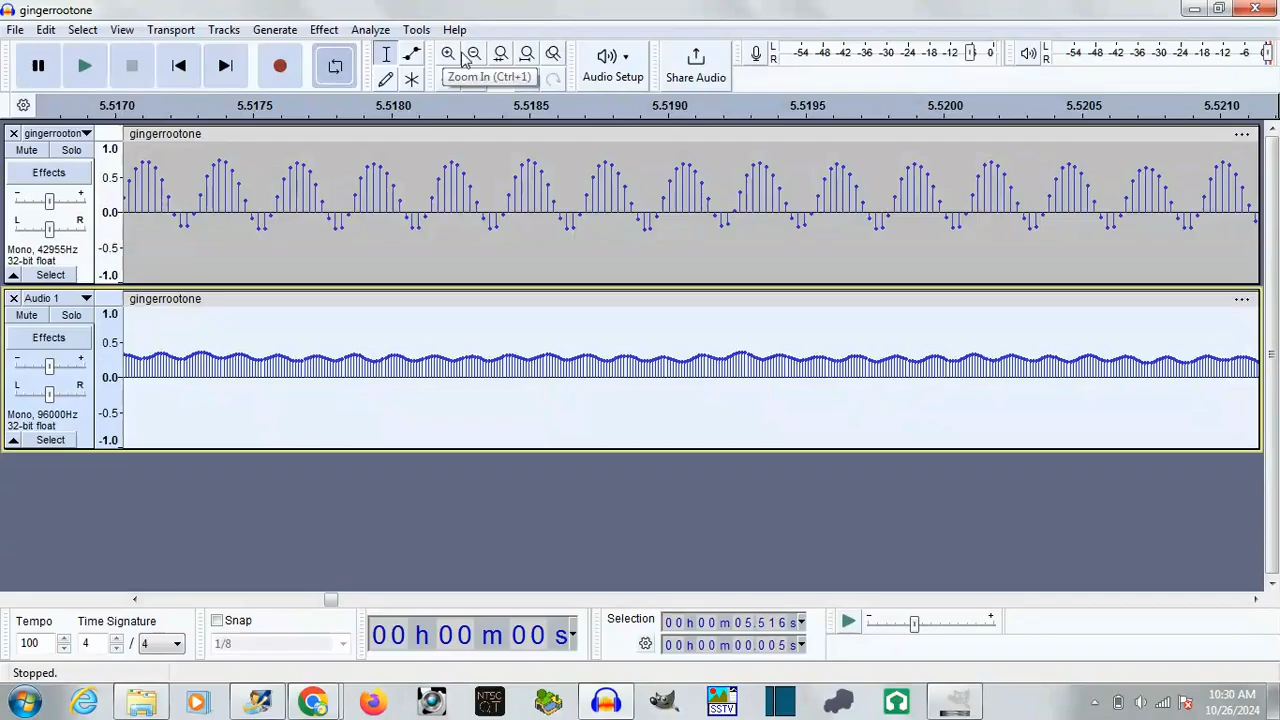 gingerrootone
File Edit Select View Transport Tracks Generate Effect Analyze Tools Help
Audio Setup
Share Audio
L R -54 -48 -42 -36 -30 -24 -18 -12 -6 0
L R -54 -48 -42 -36 -30 -24 -18 -12 -6
Zoom In (Ctrl+1)
5.5170 5.5175 5.5180 5.5185 5.5190 5.5195 5.5200 5.5205 5.5210
gingerrooton
Mute Solo
Effects
- +
L R
Mono, 42955Hz
32-bit float
Select
1.0
0.5
0.0
-0.5
-1.0
gingerrootone
Audio 1
Mute Solo
Effects
- +
L R
Mono, 96000Hz
32-bit float
Select
1.0
0.5
0.0
-0.5
-1.0
gingerrootone
Tempo
100
Time Signature
4 / 4
Snap
1/8
00 h 00 m 00 s
Selection
00 h 00 m 05.516 s
00 h 00 m 00.005 s
- +
Stopped.
NTSC
QT
SSTV
10:30 AM
10/26/2024